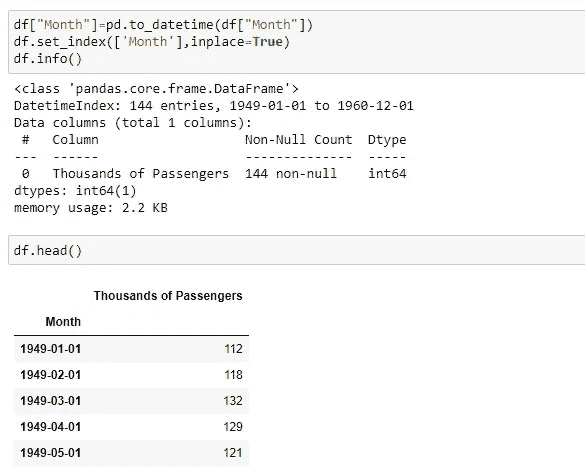 df["Month"]=pd.to_datetime(df["Month"])
df.set_index(['Month'],inplace=True)
df.info()
<class 'pandas.core.frame.DataFrame'>
DatetimeIndex: 144 entries, 1949-01-01 to 1960-12-01
Data columns (total 1 columns):
 #   Column                  Non-Null Count  Dtype
---  ------                  --------------  -----
 0   Thousands of Passengers  144 non-null    int64
dtypes: int64(1)
memory usage: 2.2 KB
df.head()
Thousands of Passengers
Month
1949-01-01 112
1949-02-01 118
1949-03-01 132
1949-04-01 129
1949-05-01 121